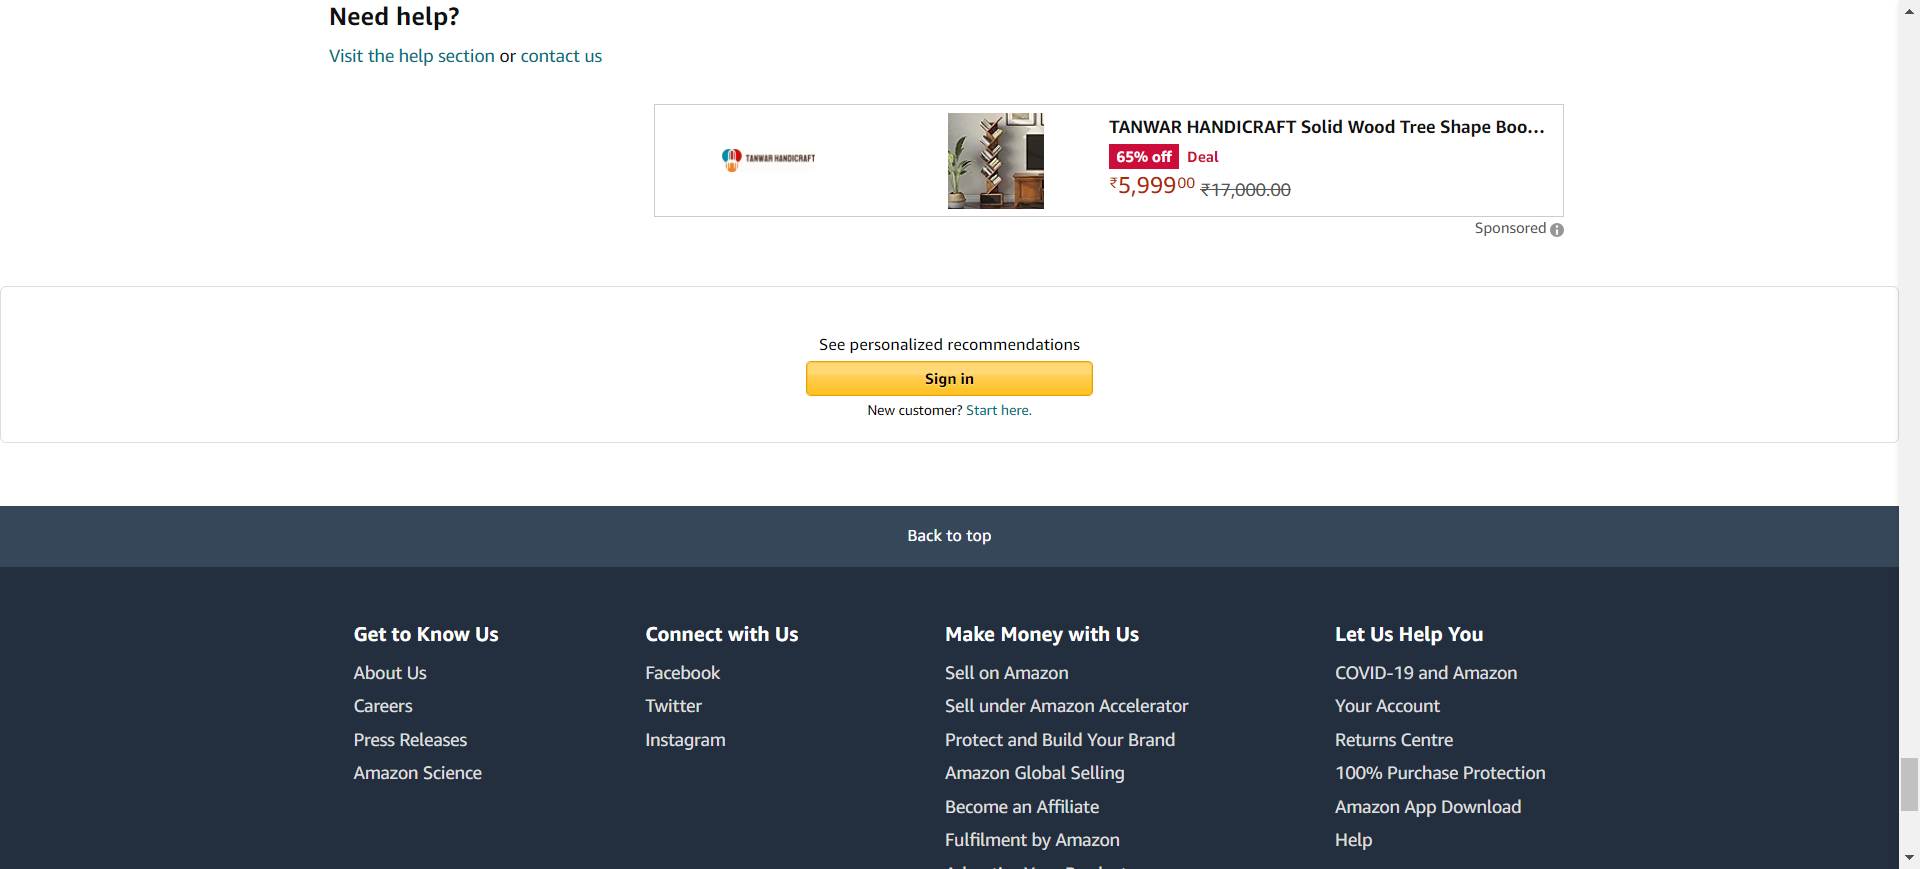 Need help?
Visit the help section or contact us
TANWAR HANDICRAFT
TANWAR HANDICRAFT Solid Wood Tree Shape Boo...
65% off Deal
₹5,99900 ₹17,000.00
Sponsored
See personalized recommendations
Sign in
New customer? Start here.
Back to top
Get to Know Us
About Us
Careers
Press Releases
Amazon Science
Connect with Us
Facebook
Twitter
Instagram
Make Money with Us
Sell on Amazon
Sell under Amazon Accelerator
Protect and Build Your Brand
Amazon Global Selling
Become an Affiliate
Fulfilment by Amazon
Let Us Help You
COVID-19 and Amazon
Your Account
Returns Centre
100% Purchase Protection
Amazon App Download
Help